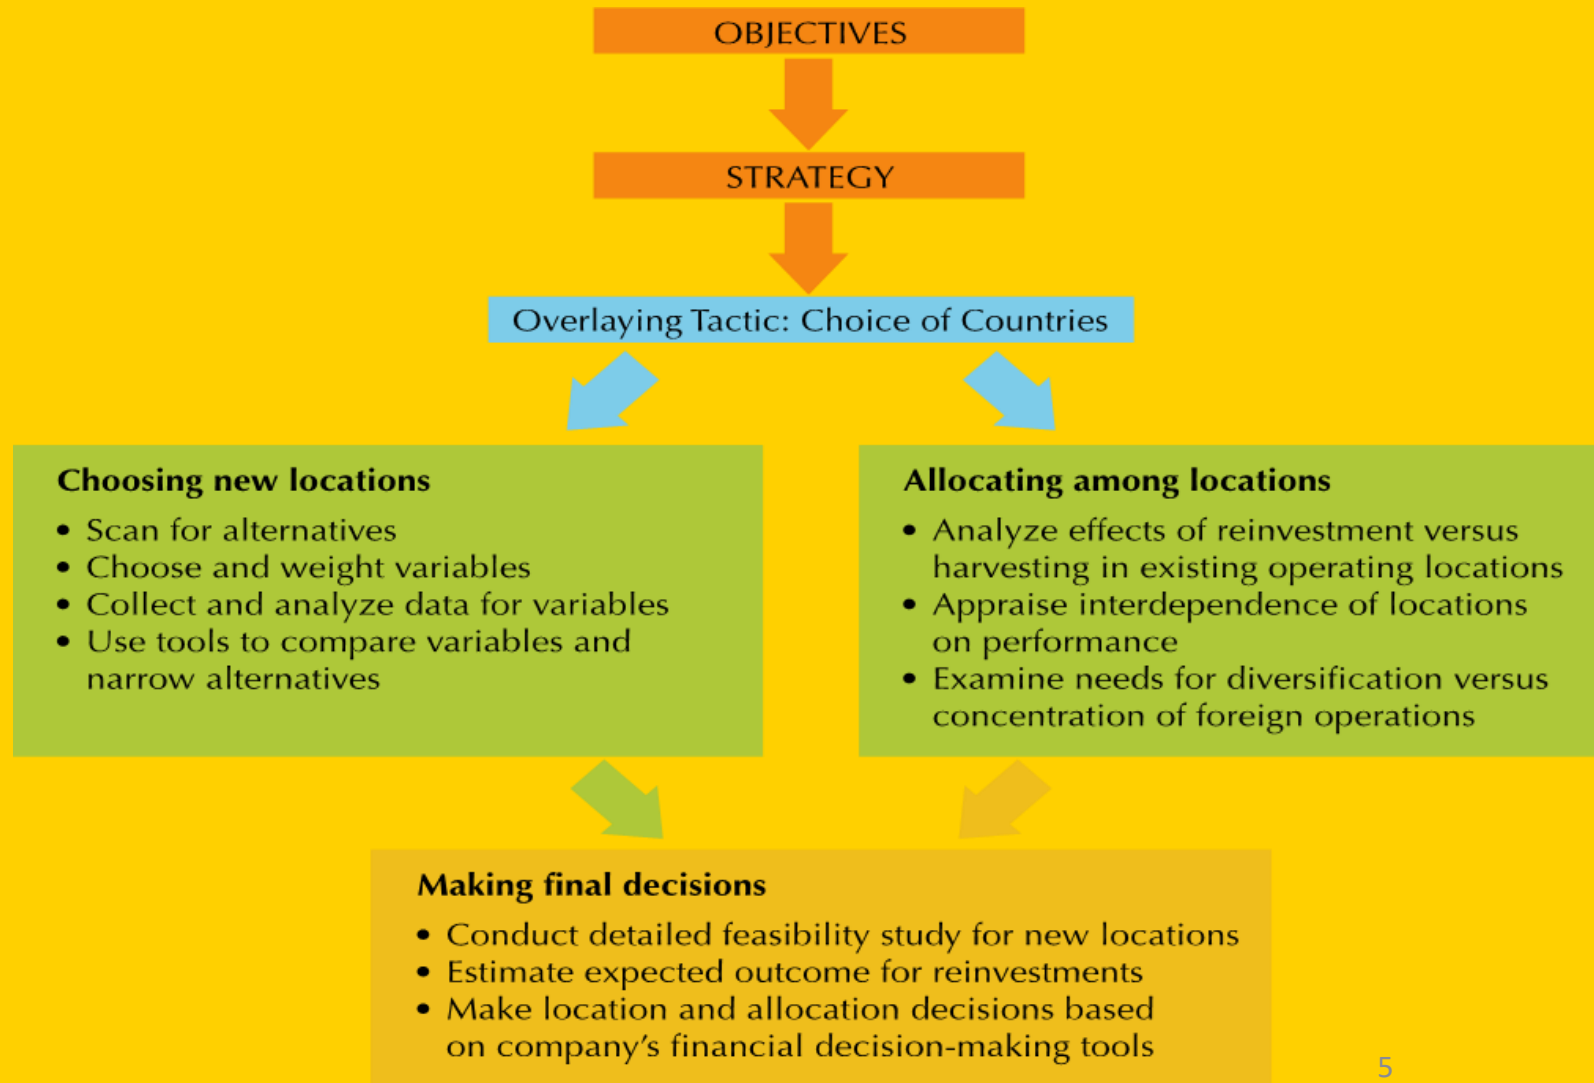 OBJECTIVES
STRATEGY
Overlaying Tactic: Choice of Countries
Choosing new locations
• Scan for alternatives
• Choose and weight variables
• Collect and analyze data for variables
• Use tools to compare variables and
narrow alternatives
Allocating among locations
• Analyze effects of reinvestment versus
harvesting in existing operating locations
• Appraise interdependence of locations
on performance
• Examine needs for diversification versus
concentration of foreign operations
Making final decisions
• Conduct detailed feasibility study for new locations
• Estimate expected outcome for reinvestments
• Make location and allocation decisions based
on company's financial decision-making tools
5